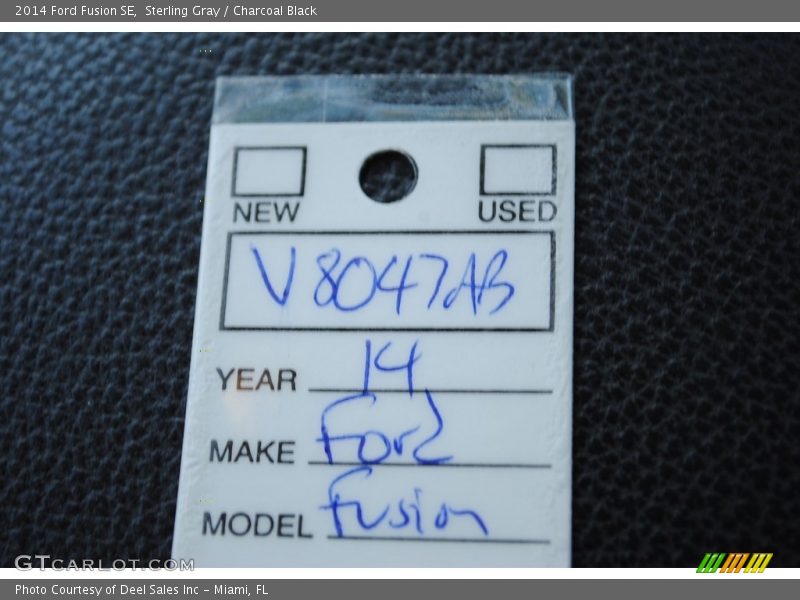 2014 Ford Fusion SE, Sterling Gray / Charcoal Black
NEW USED
V8047AB
YEAR 14
MAKE Ford
MODEL Fusion
GTCARLOT.COM
Photo Courtesy of Deel Sales Inc - Miami, FL